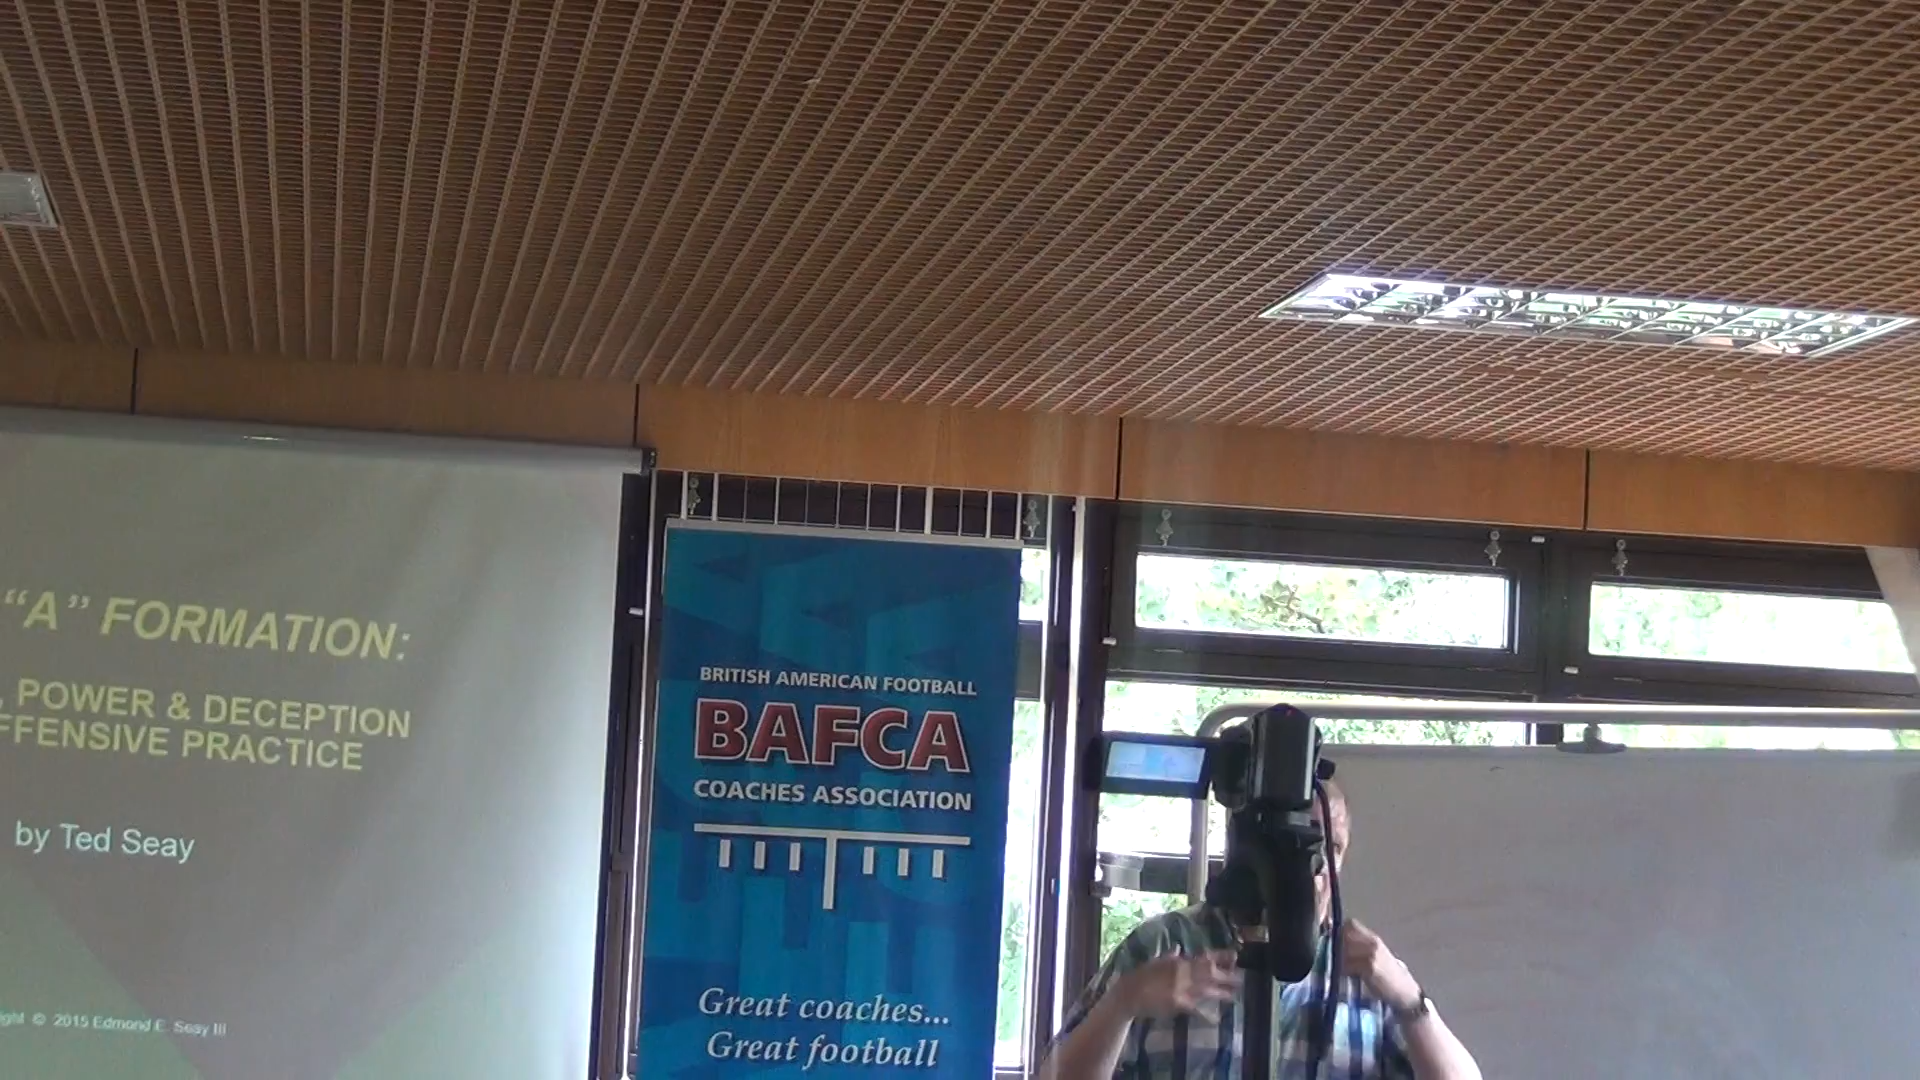 “A” FORMATION:
, POWER & DECEPTION
FFENSIVE PRACTICE
by Ted Seay
ight © 2015 Edmond E. Seay III
BRITISH AMERICAN FOOTBALL
BAFCA
COACHES ASSOCIATION
Great coaches...
Great football